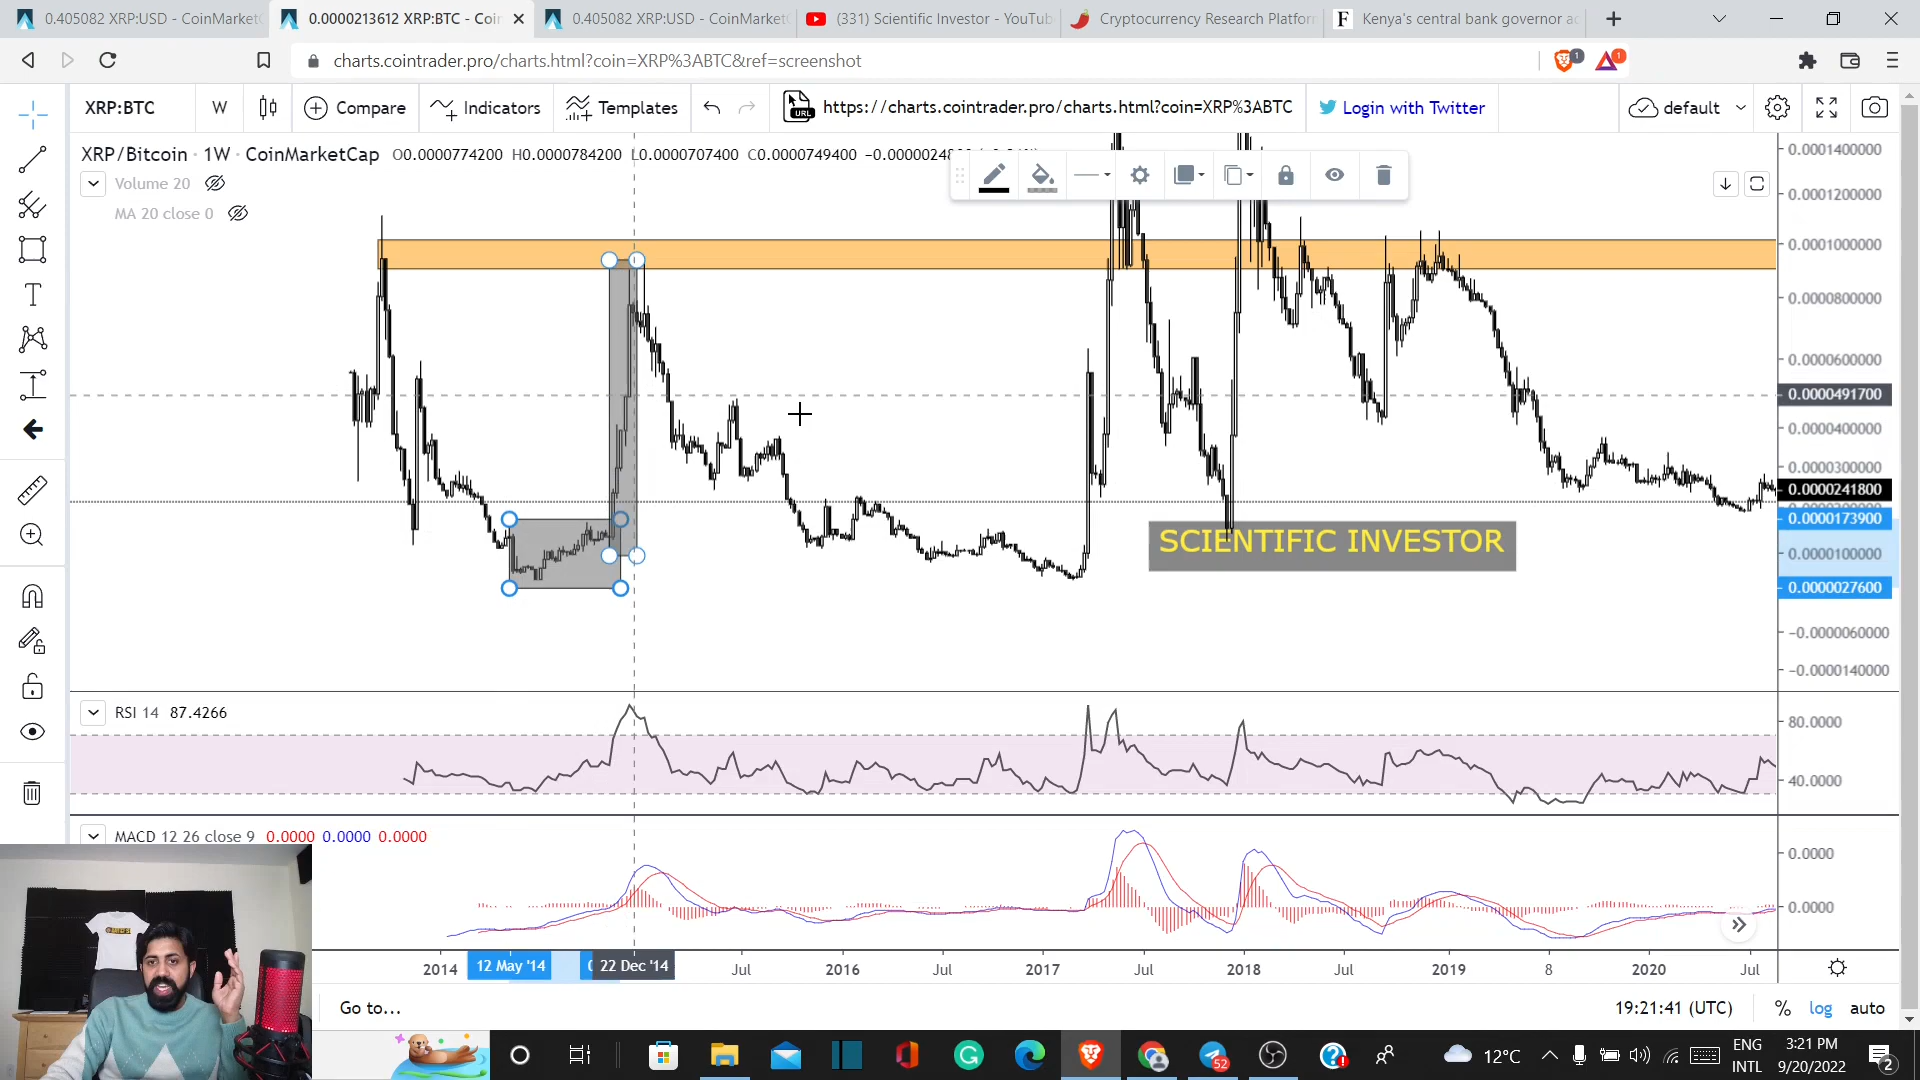 0.405082 XRP:USD - CoinMarket
0.0000213612 XRP:BTC - Coi
0.405082 XRP:USD - CoinMarket
(331) Scientific Investor - YouTub
Cryptocurrency Research Platfor
Kenya's central bank governor
charts.cointrader.pro/charts.html?coin=XRP%3ABTC&ref=screenshot
1
1
XRP:BTC
W
Compare
Indicators
Templates
URL
https://charts.cointrader.pro/charts.html?coin=XRP%3ABTC
Login with Twitter
default
XRP/Bitcoin · 1W · CoinMarketCap
O0.0000774200 H0.0000784200 L0.0000707400 C0.0000749400
Volume 20
MA 20 close 0
0.0001400000
0.0001200000
0.0001000000
0.0000800000
0.0000600000
0.0000491700
0.0000400000
0.0000300000
0.0000241800
0.0000173900
0.0000100000
0.0000027600
−0.0000060000
−0.0000140000
SCIENTIFIC INVESTOR
RSI 14 87.4266
80.0000
40.0000
MACD 12 26 close 9 0.0000 0.0000 0.0000
0.0000
0.0000
2014
12 May '14
22 Dec '14
Jul
2016
Jul
2017
Jul
2018
Jul
2019
8
2020
Jul
Go to...
19:21:41 (UTC)
%
log
auto
52
12°C
ENG
INTL
3:21 PM
9/20/2022
2